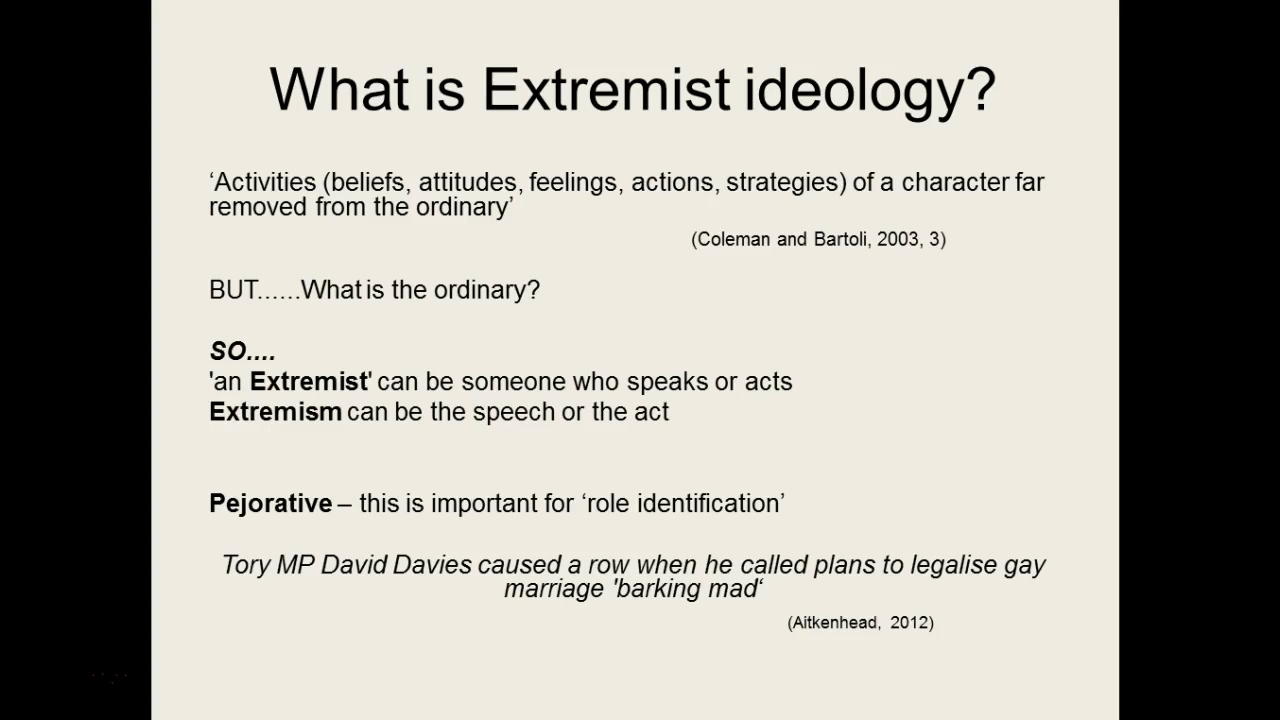 What is Extremist ideology?
‘Activities (beliefs, attitudes, feelings, actions, strategies) of a character far
removed from the ordinary’
(Coleman and Bartoli, 2003, 3)
BUT......What is the ordinary?
SO....
'an Extremist' can be someone who speaks or acts
Extremism can be the speech or the act
Pejorative – this is important for ‘role identification’
Tory MP David Davies caused a row when he called plans to legalise gay
marriage 'barking mad‘
(Aitkenhead, 2012)